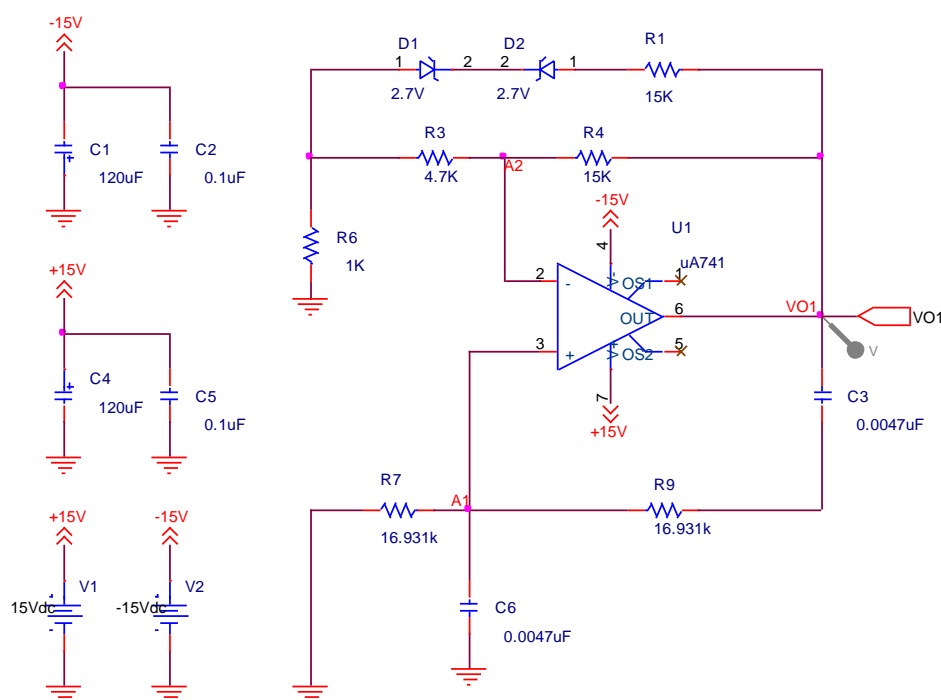 -15V
C1
120uF
C2
0.1uF
+15V
C4
120uF
C5
0.1uF
+15V
V1
15Vdc
-15V
V2
-15Vdc
D1
1
2
2.7V
D2
2
1
2.7V
R1
15K
R3
4.7K
A2
R4
15K
R6
1K
-15V
4
U1
uA741
2
-
V-
OS1
1
OUT
6
3
+
V+
OS2
5
7
+15V
VO1
VO1
V
C3
0.0047uF
R7
16.931k
A1
R9
16.931k
C6
0.0047uF